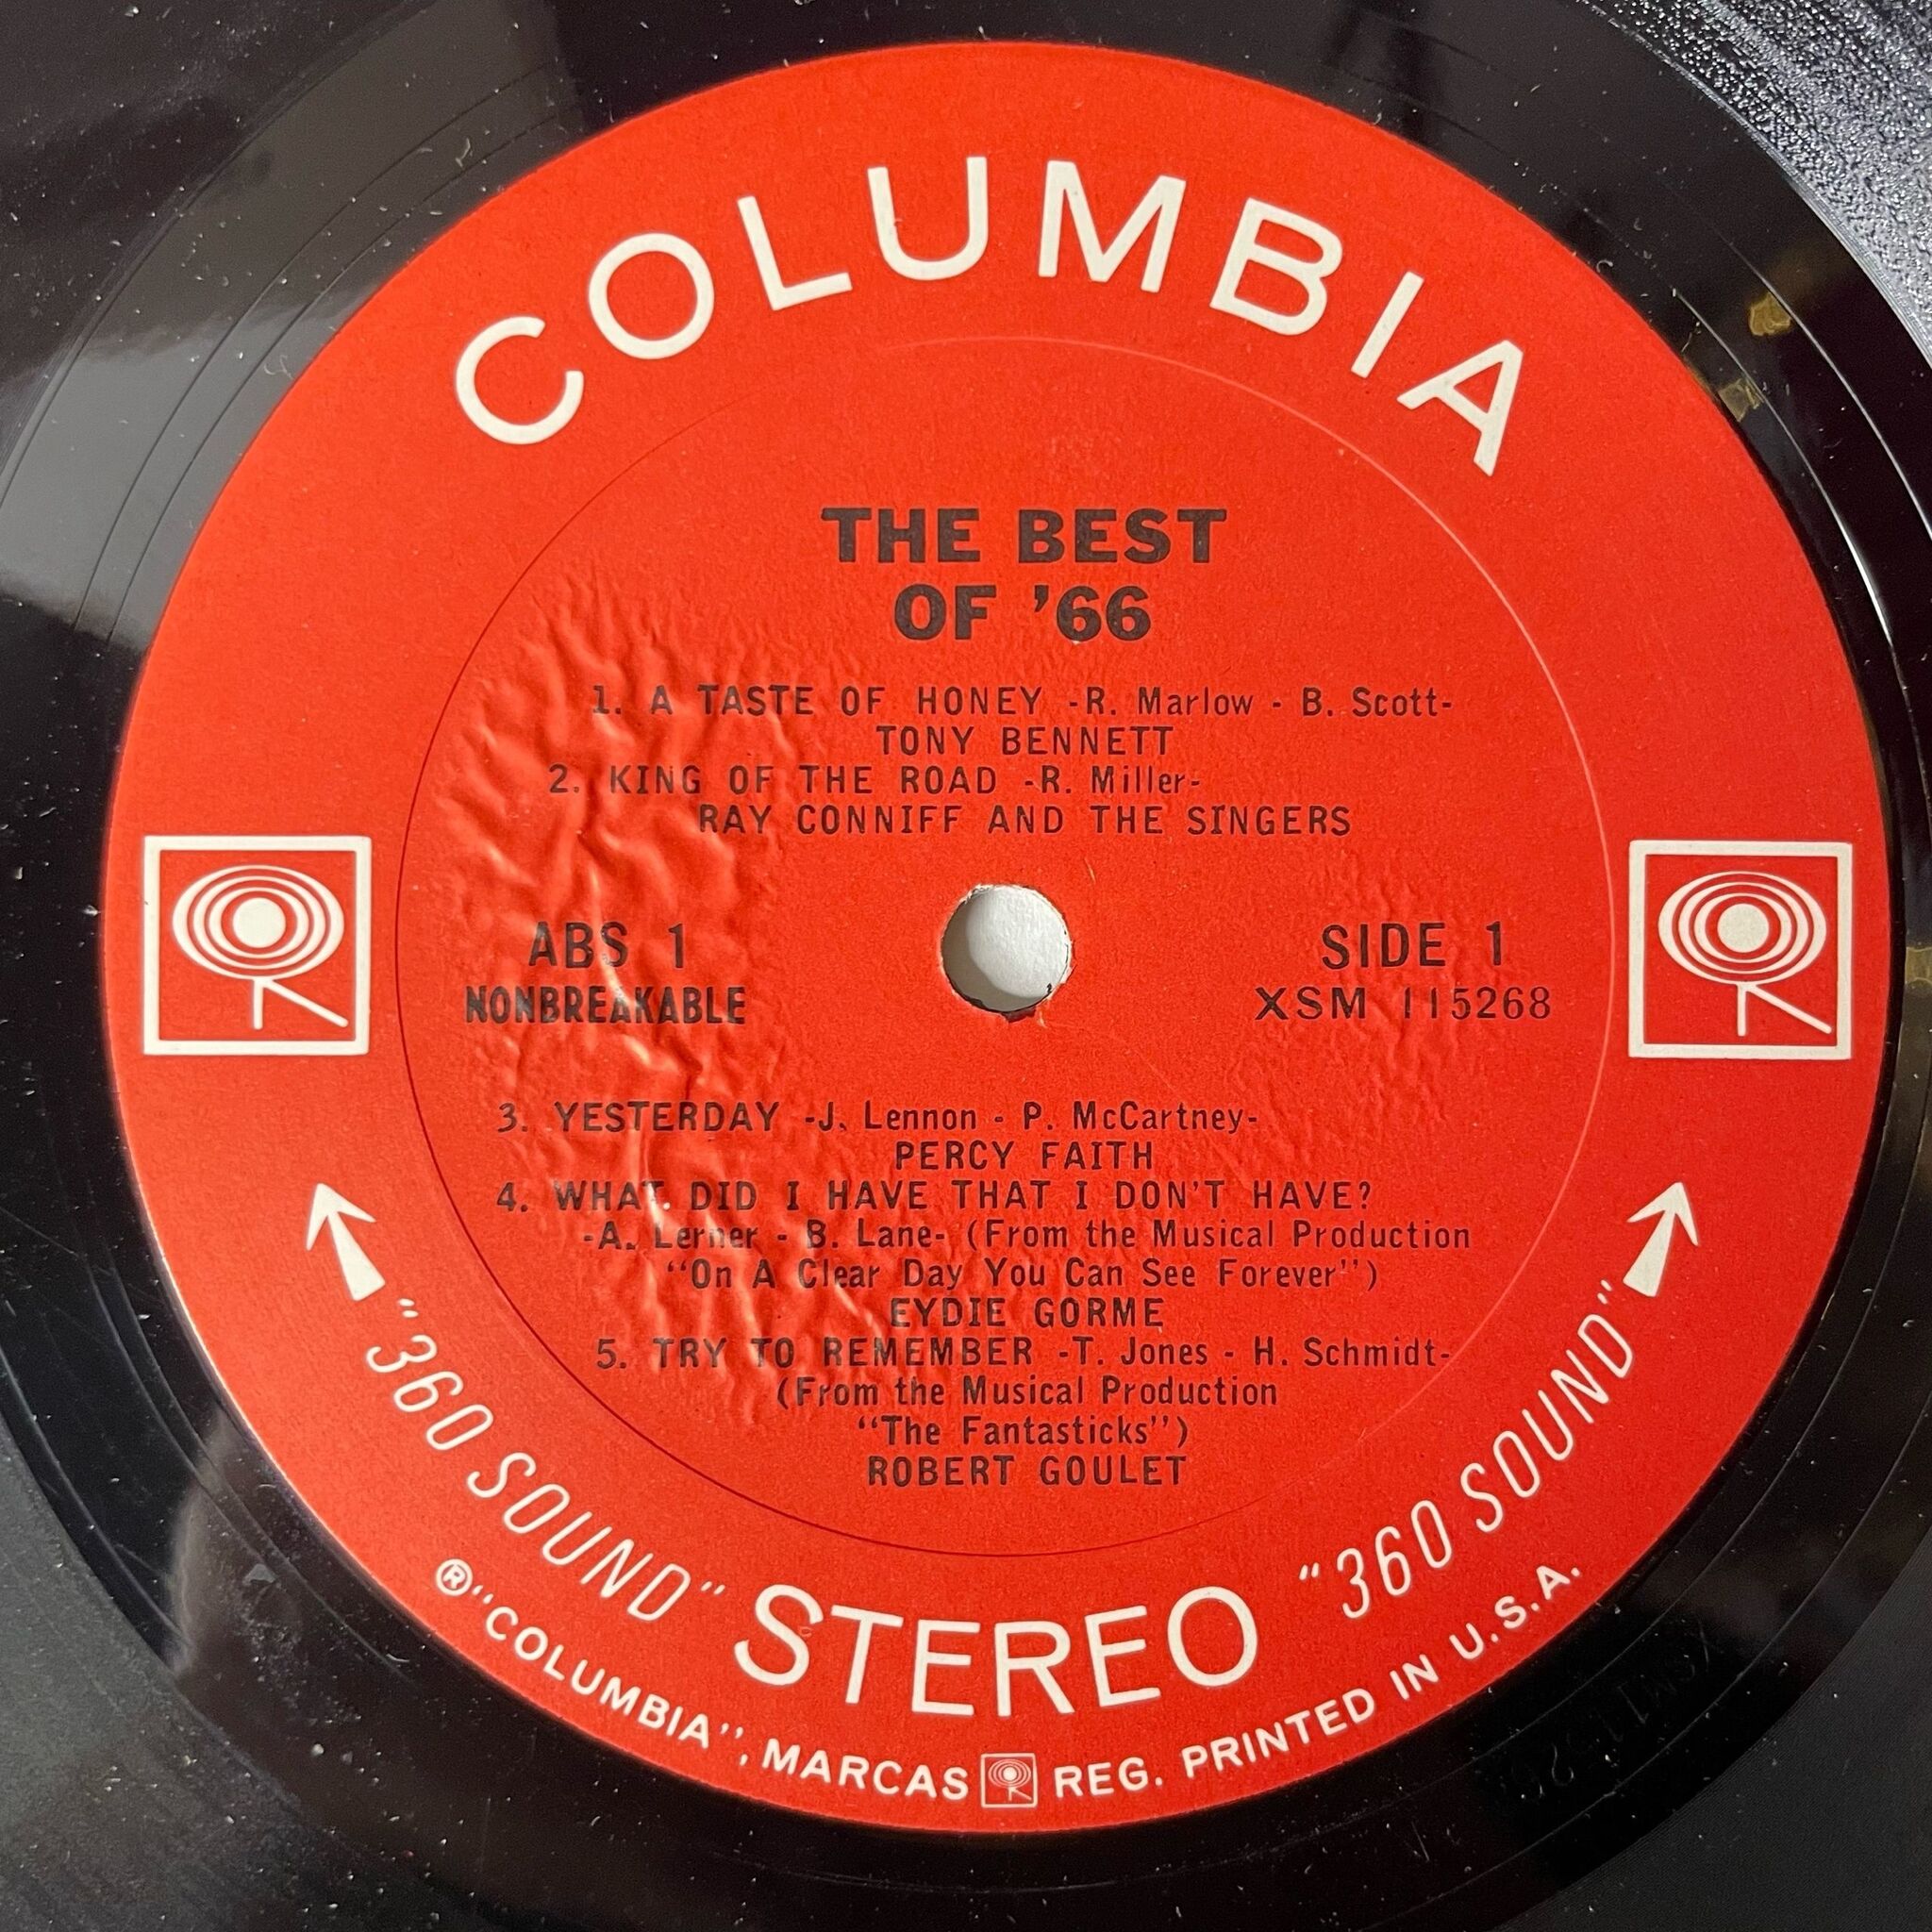 COLUMBIA
THE BEST
OF '66
1. A TASTE OF HONEY -R. Marlow - B. Scott-
TONY BENNETT
2. KING OF THE ROAD -R. Miller-
RAY CONNIFF AND THE SINGERS
ABS 1
NONBREAKABLE
SIDE 1
XSM 115268
3. YESTERDAY -J. Lennon - P. McCartney-
PERCY FAITH
4. WHAT DID I HAVE THAT I DON'T HAVE?
-A. Lerner - B. Lane- (From the Musical Production
“On A Clear Day You Can See Forever”)
EYDIE GORME
5. TRY TO REMEMBER -T. Jones - H. Schmidt-
(From the Musical Production
“The Fantasticks”)
ROBERT GOULET
"360 SOUND" STEREO "360 SOUND"
®“COLUMBIA”, MARCAS REG. PRINTED IN U.S.A.